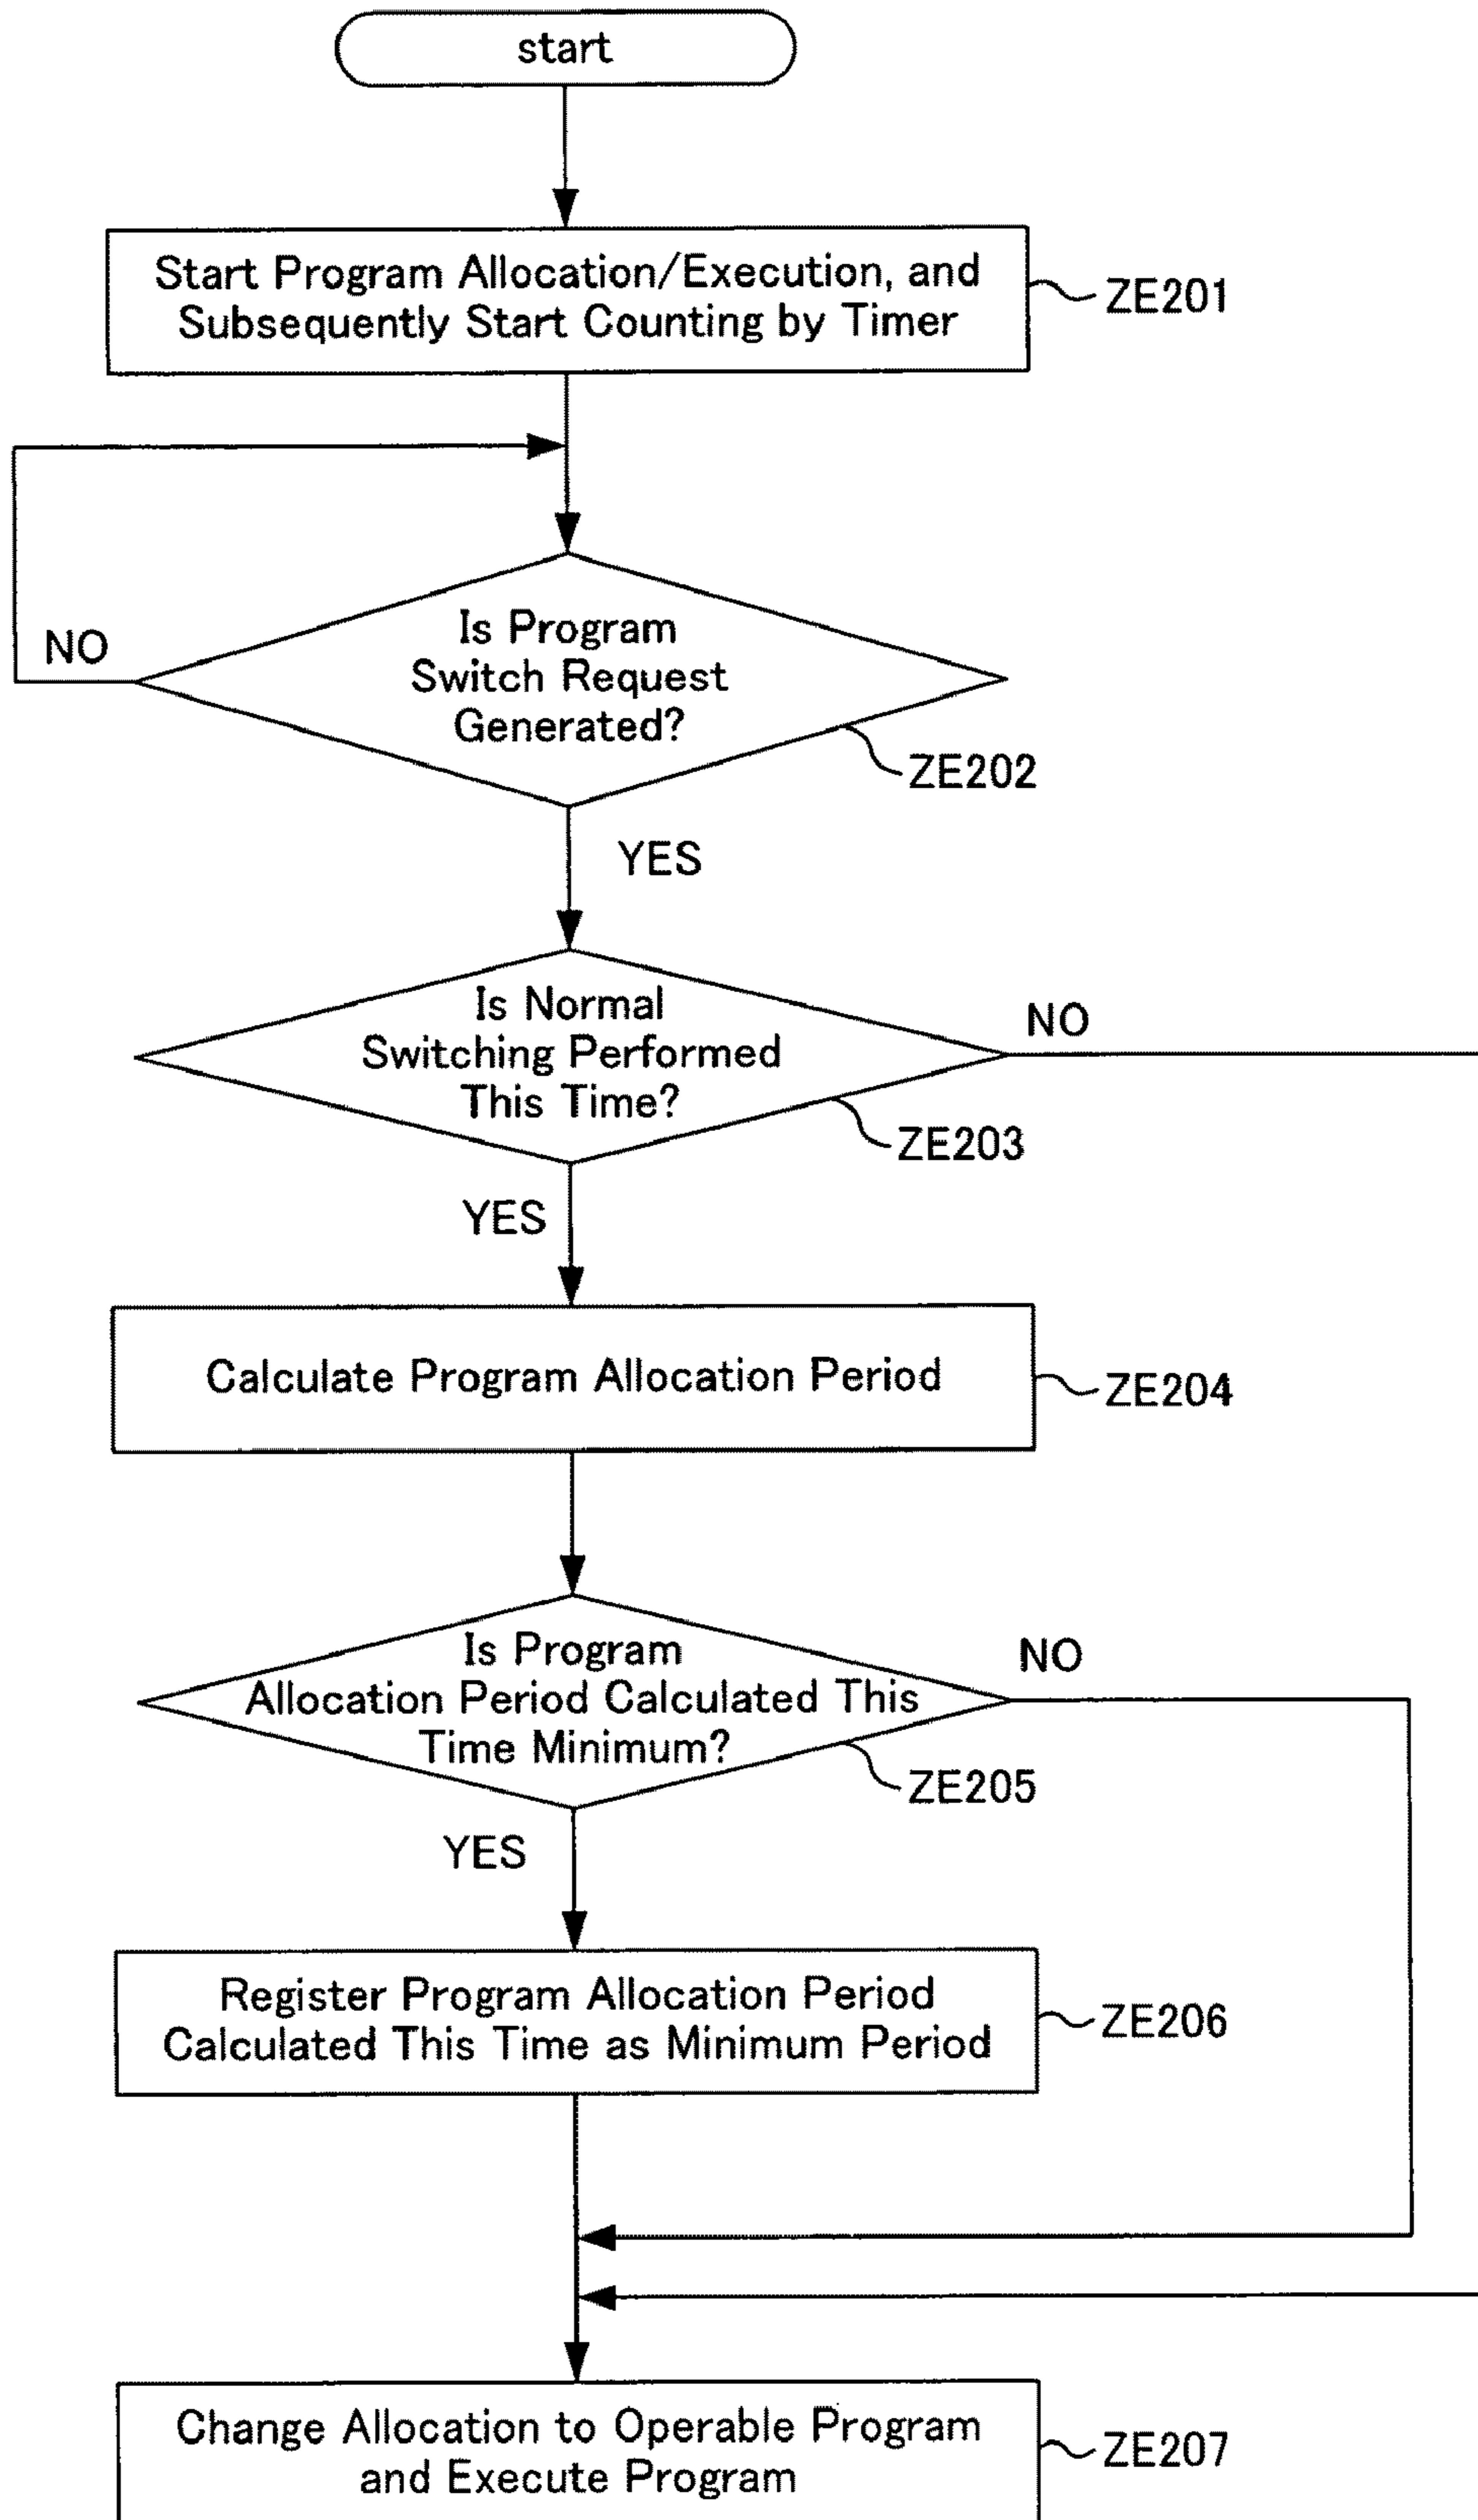 start
Start Program Allocation/Execution, and
Subsequently Start Counting by Timer
ZE201
Is Program
Switch Request
Generated?
NO
ZE202
YES
Is Normal
Switching Performed
This Time?
NO
ZE203
YES
Calculate Program Allocation Period
ZE204
Is Program
Allocation Period Calculated This
Time Minimum?
NO
ZE205
YES
Register Program Allocation Period
Calculated This Time as Minimum Period
ZE206
Change Allocation to Operable Program
and Execute Program
ZE207